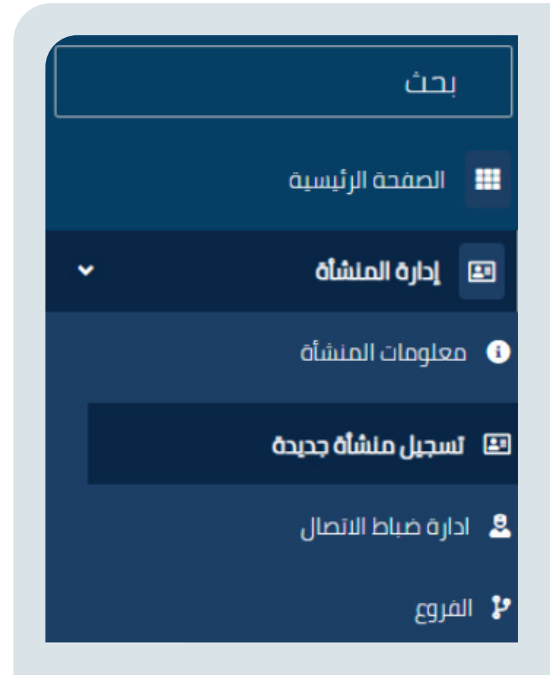 بحث
الصفحة الرئيسية
إدارة المنشأة
معلومات المنشأة
تسجيل منشأة جديدة
ادارة ضباط الاتصال
الفروع